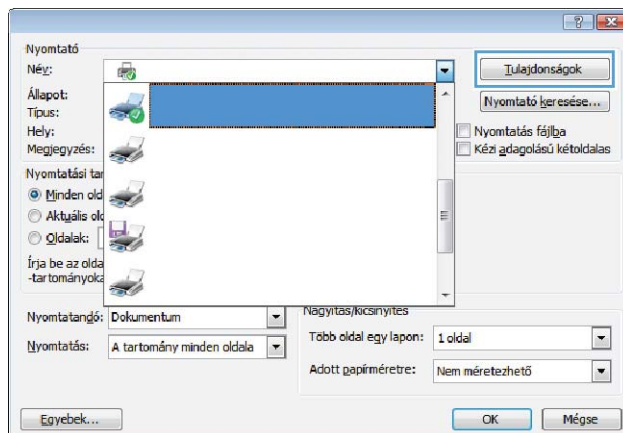 Nyomtató
Név:
Tulajdonságok
Állapot:
Nyomtató keresése...
Típus:
Hely:
Nyomtatás fájlba
Megjegyzés:
Kézi adagolású kétoldalas
Nyomtatási tar
Minden old
Aktuális old
Oldalak:
Írja be az olda
-tartományoka
Nyomtatandó: Dokumentum
Nagyítás/kicsinyítés
Nyomtatás: A tartomány minden oldala
Több oldal egy lapon: 1 oldal
Adott papírméretre: Nem méretezhető
Egyebek...
OK
Mégse